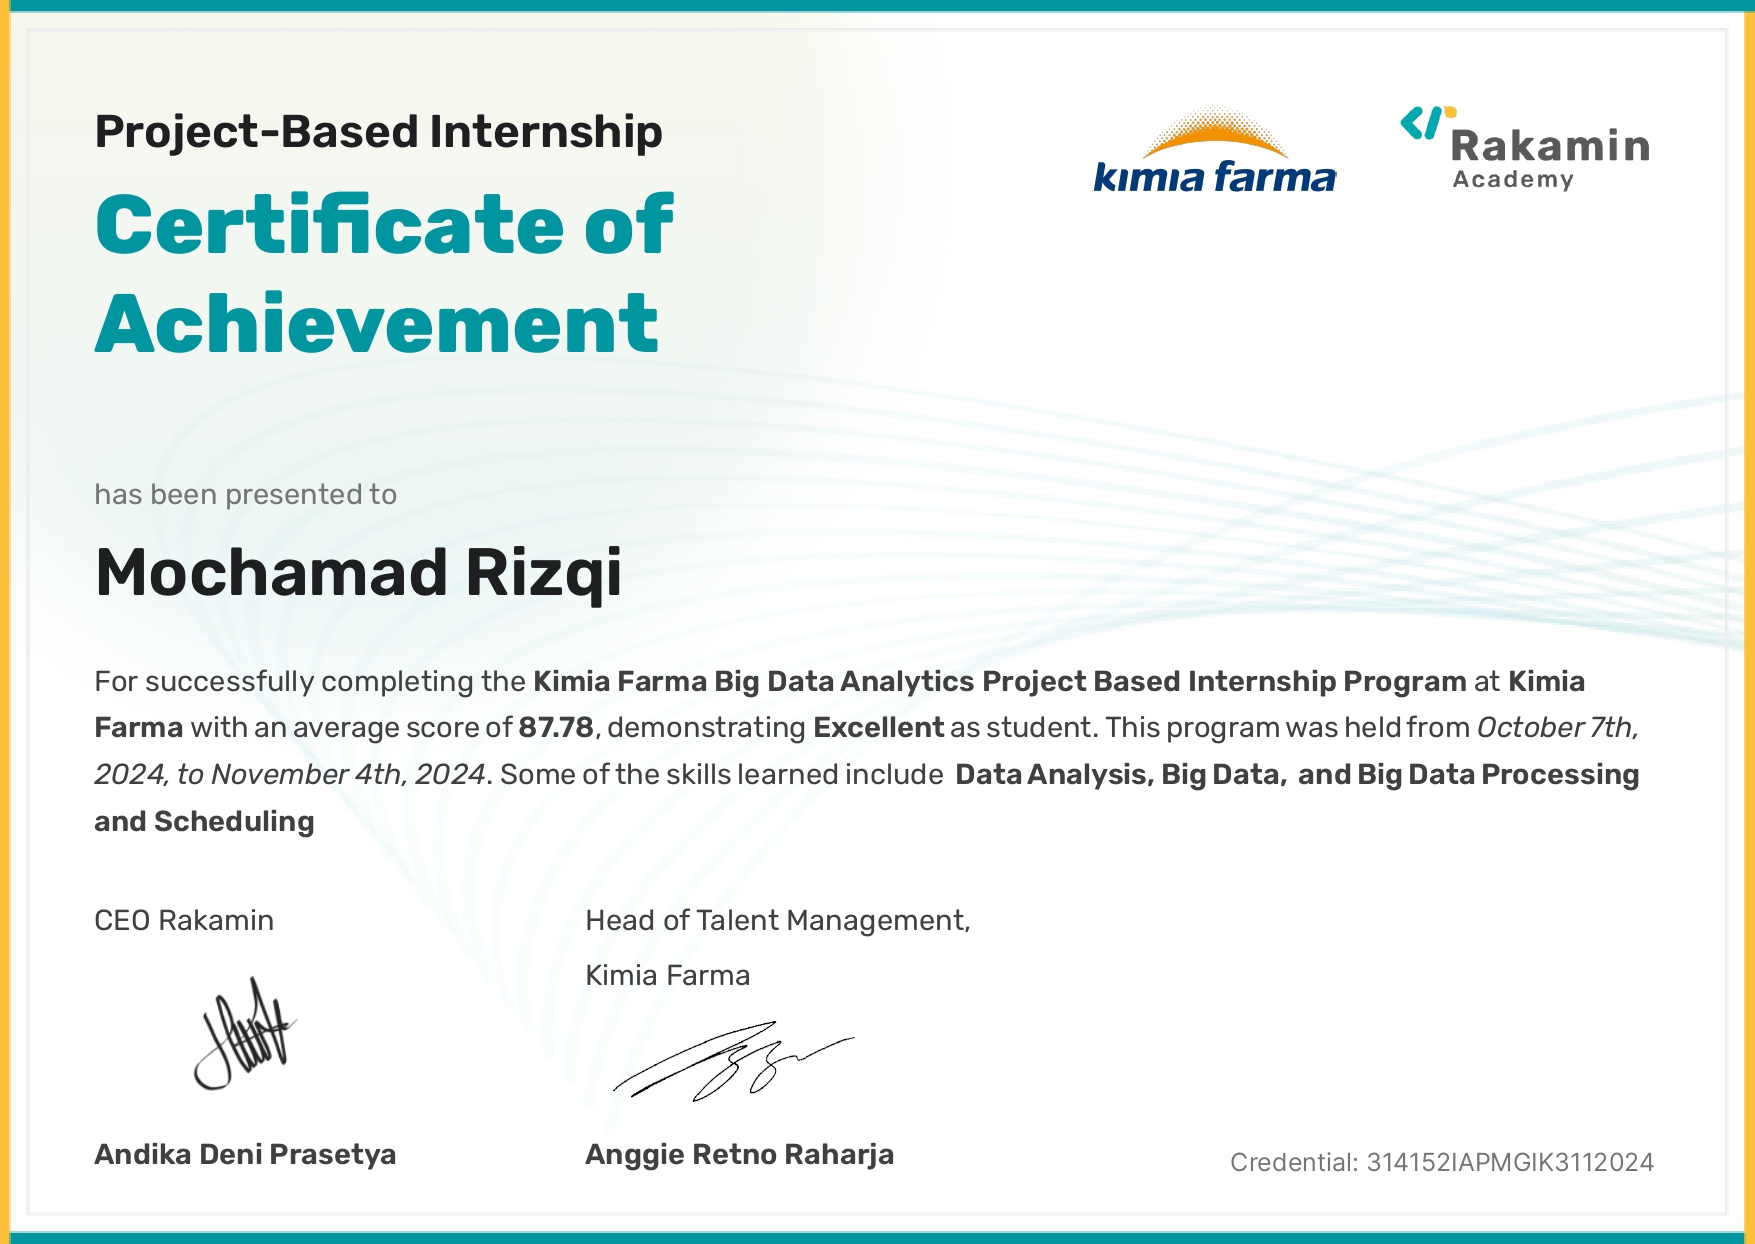 Project-Based Internship
Certificate of
Achievement
kimia farma
Rakamin
Academy
has been presented to
Mochamad Rizqi
For successfully completing the Kimia Farma Big Data Analytics Project Based Internship Program at Kimia
Farma with an average score of 87.78, demonstrating Excellent as student. This program was held from October 7th,
2024, to November 4th, 2024. Some of the skills learned include Data Analysis, Big Data, and Big Data Processing
and Scheduling
CEO Rakamin
Head of Talent Management,
Kimia Farma
Andika Deni Prasetya
Anggie Retno Raharja
Credential: 314152IAPMGIK3112024